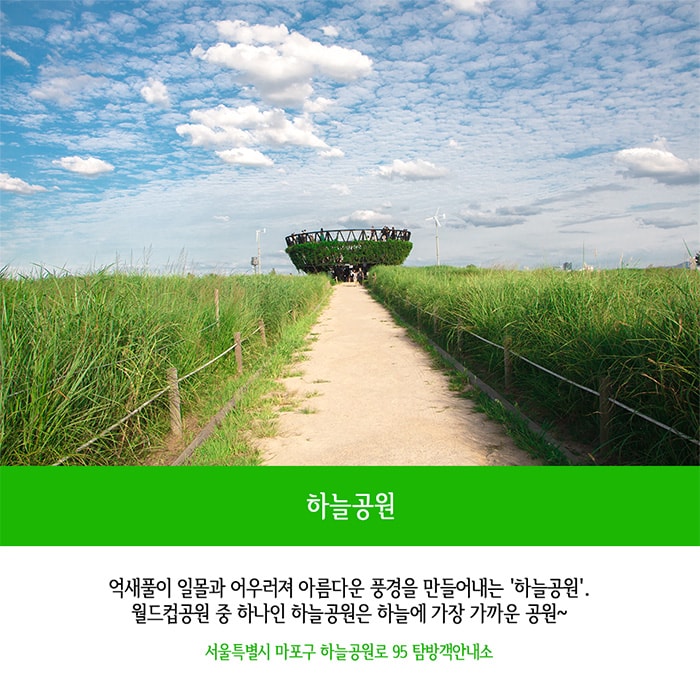 하늘공원
억새풀이 일몰과 어우러져 아름다운 풍경을 만들어내는 '하늘공원'.
월드컵공원 중 하나인 하늘공원은 하늘에 가장 가까운 공원~
서울특별시 마포구 하늘공원로 95 탐방객안내소